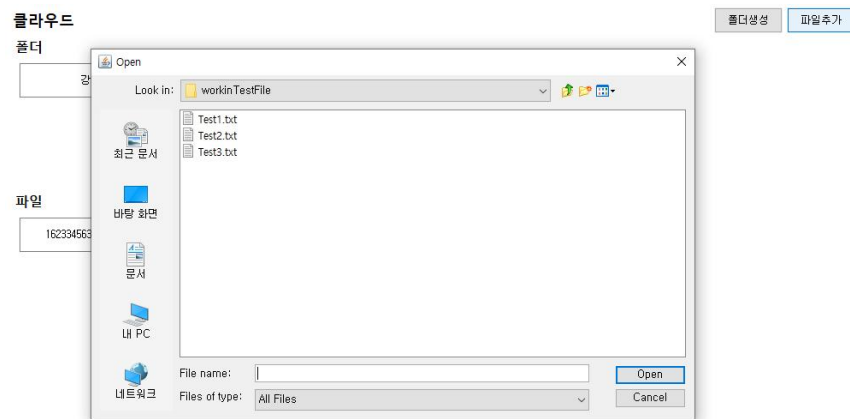 클라우드
폴더생성
파일추가
폴더
강
Open
Look in:
workinTestFile
Test1.txt
Test2.txt
Test3.txt
최근 문서
바탕 화면
문서
내 PC
네트워크
파일
162334563
File name:
Open
Files of type:
All Files
Cancel